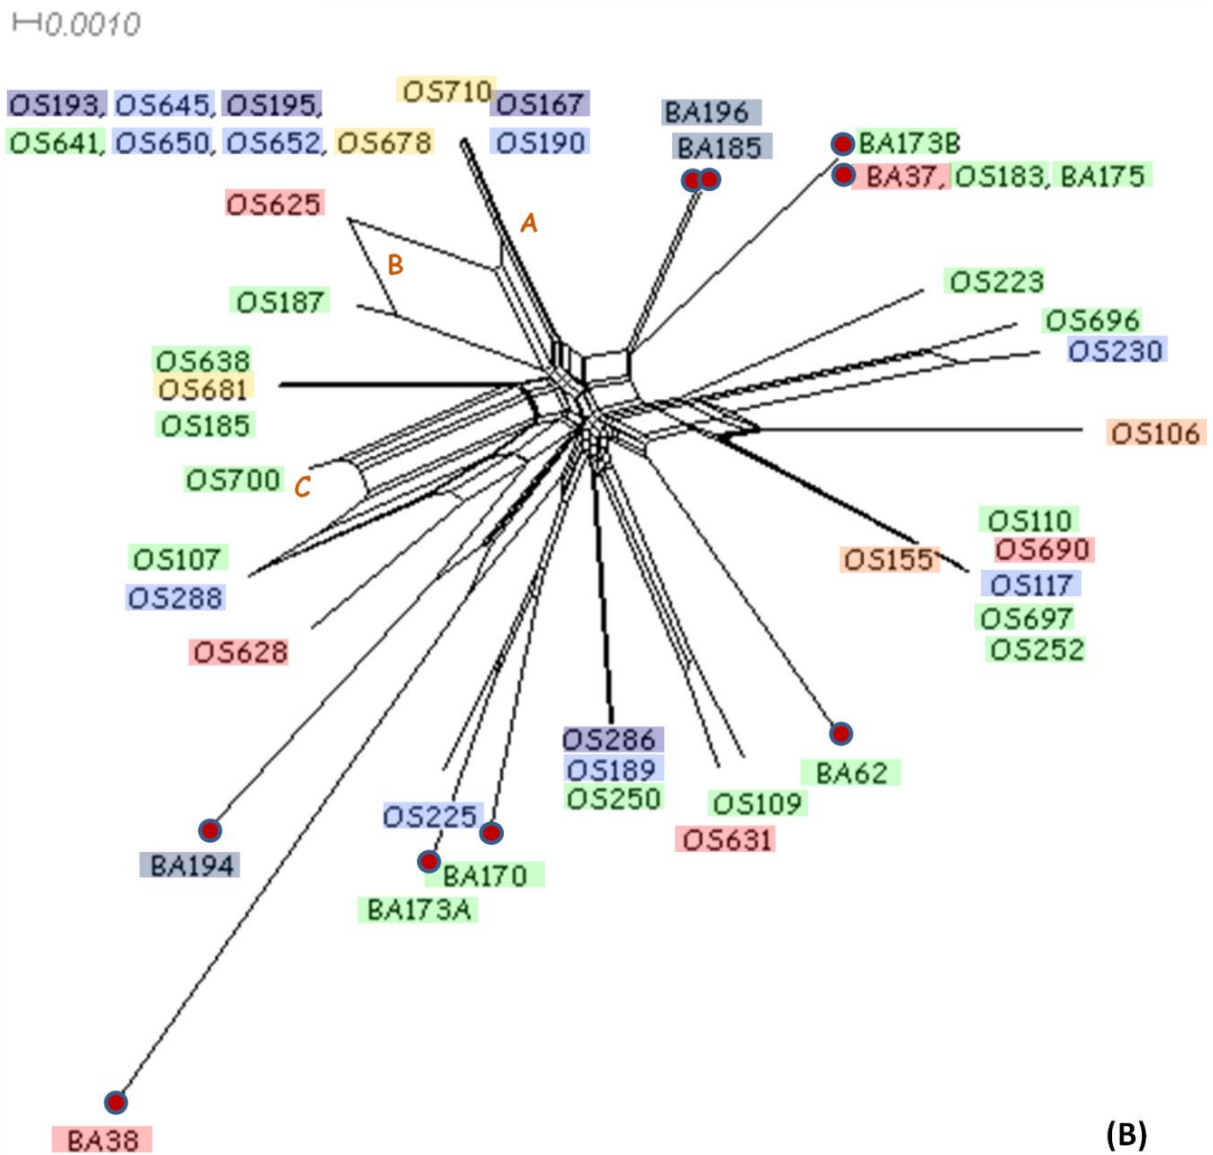 0.0010
OS193, OS645, OS195,
OS641, OS650, OS652, OS678
OS710
OS167
OS190
BA196
BA185
BA173B
BA37, OS183, BA175
OS625
A
B
OS187
OS223
OS696
OS230
OS638
OS681
OS185
OS700
C
OS106
OS107
OS288
OS628
OS155
OS110
OS690
OS117
OS697
OS252
OS286
OS189
OS250
OS109
OS631
BA62
OS225
BA170
BA173A
BA194
BA38
(B)